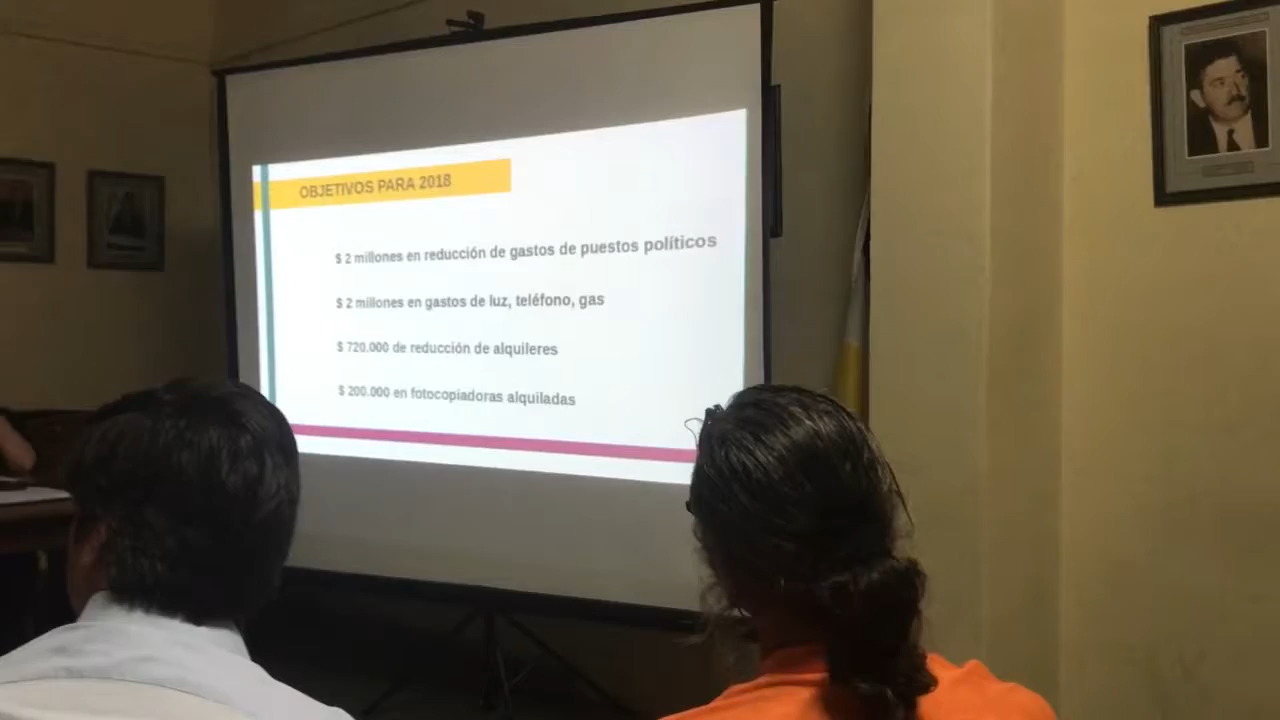 OBJETIVOS PARA 2018
$ 2 millones en reducción de gastos de puestos políticos
$ 2 millones en gastos de luz, teléfono, gas
$ 720.000 de reducción de alquileres
$ 200.000 en fotocopiadoras alquiladas